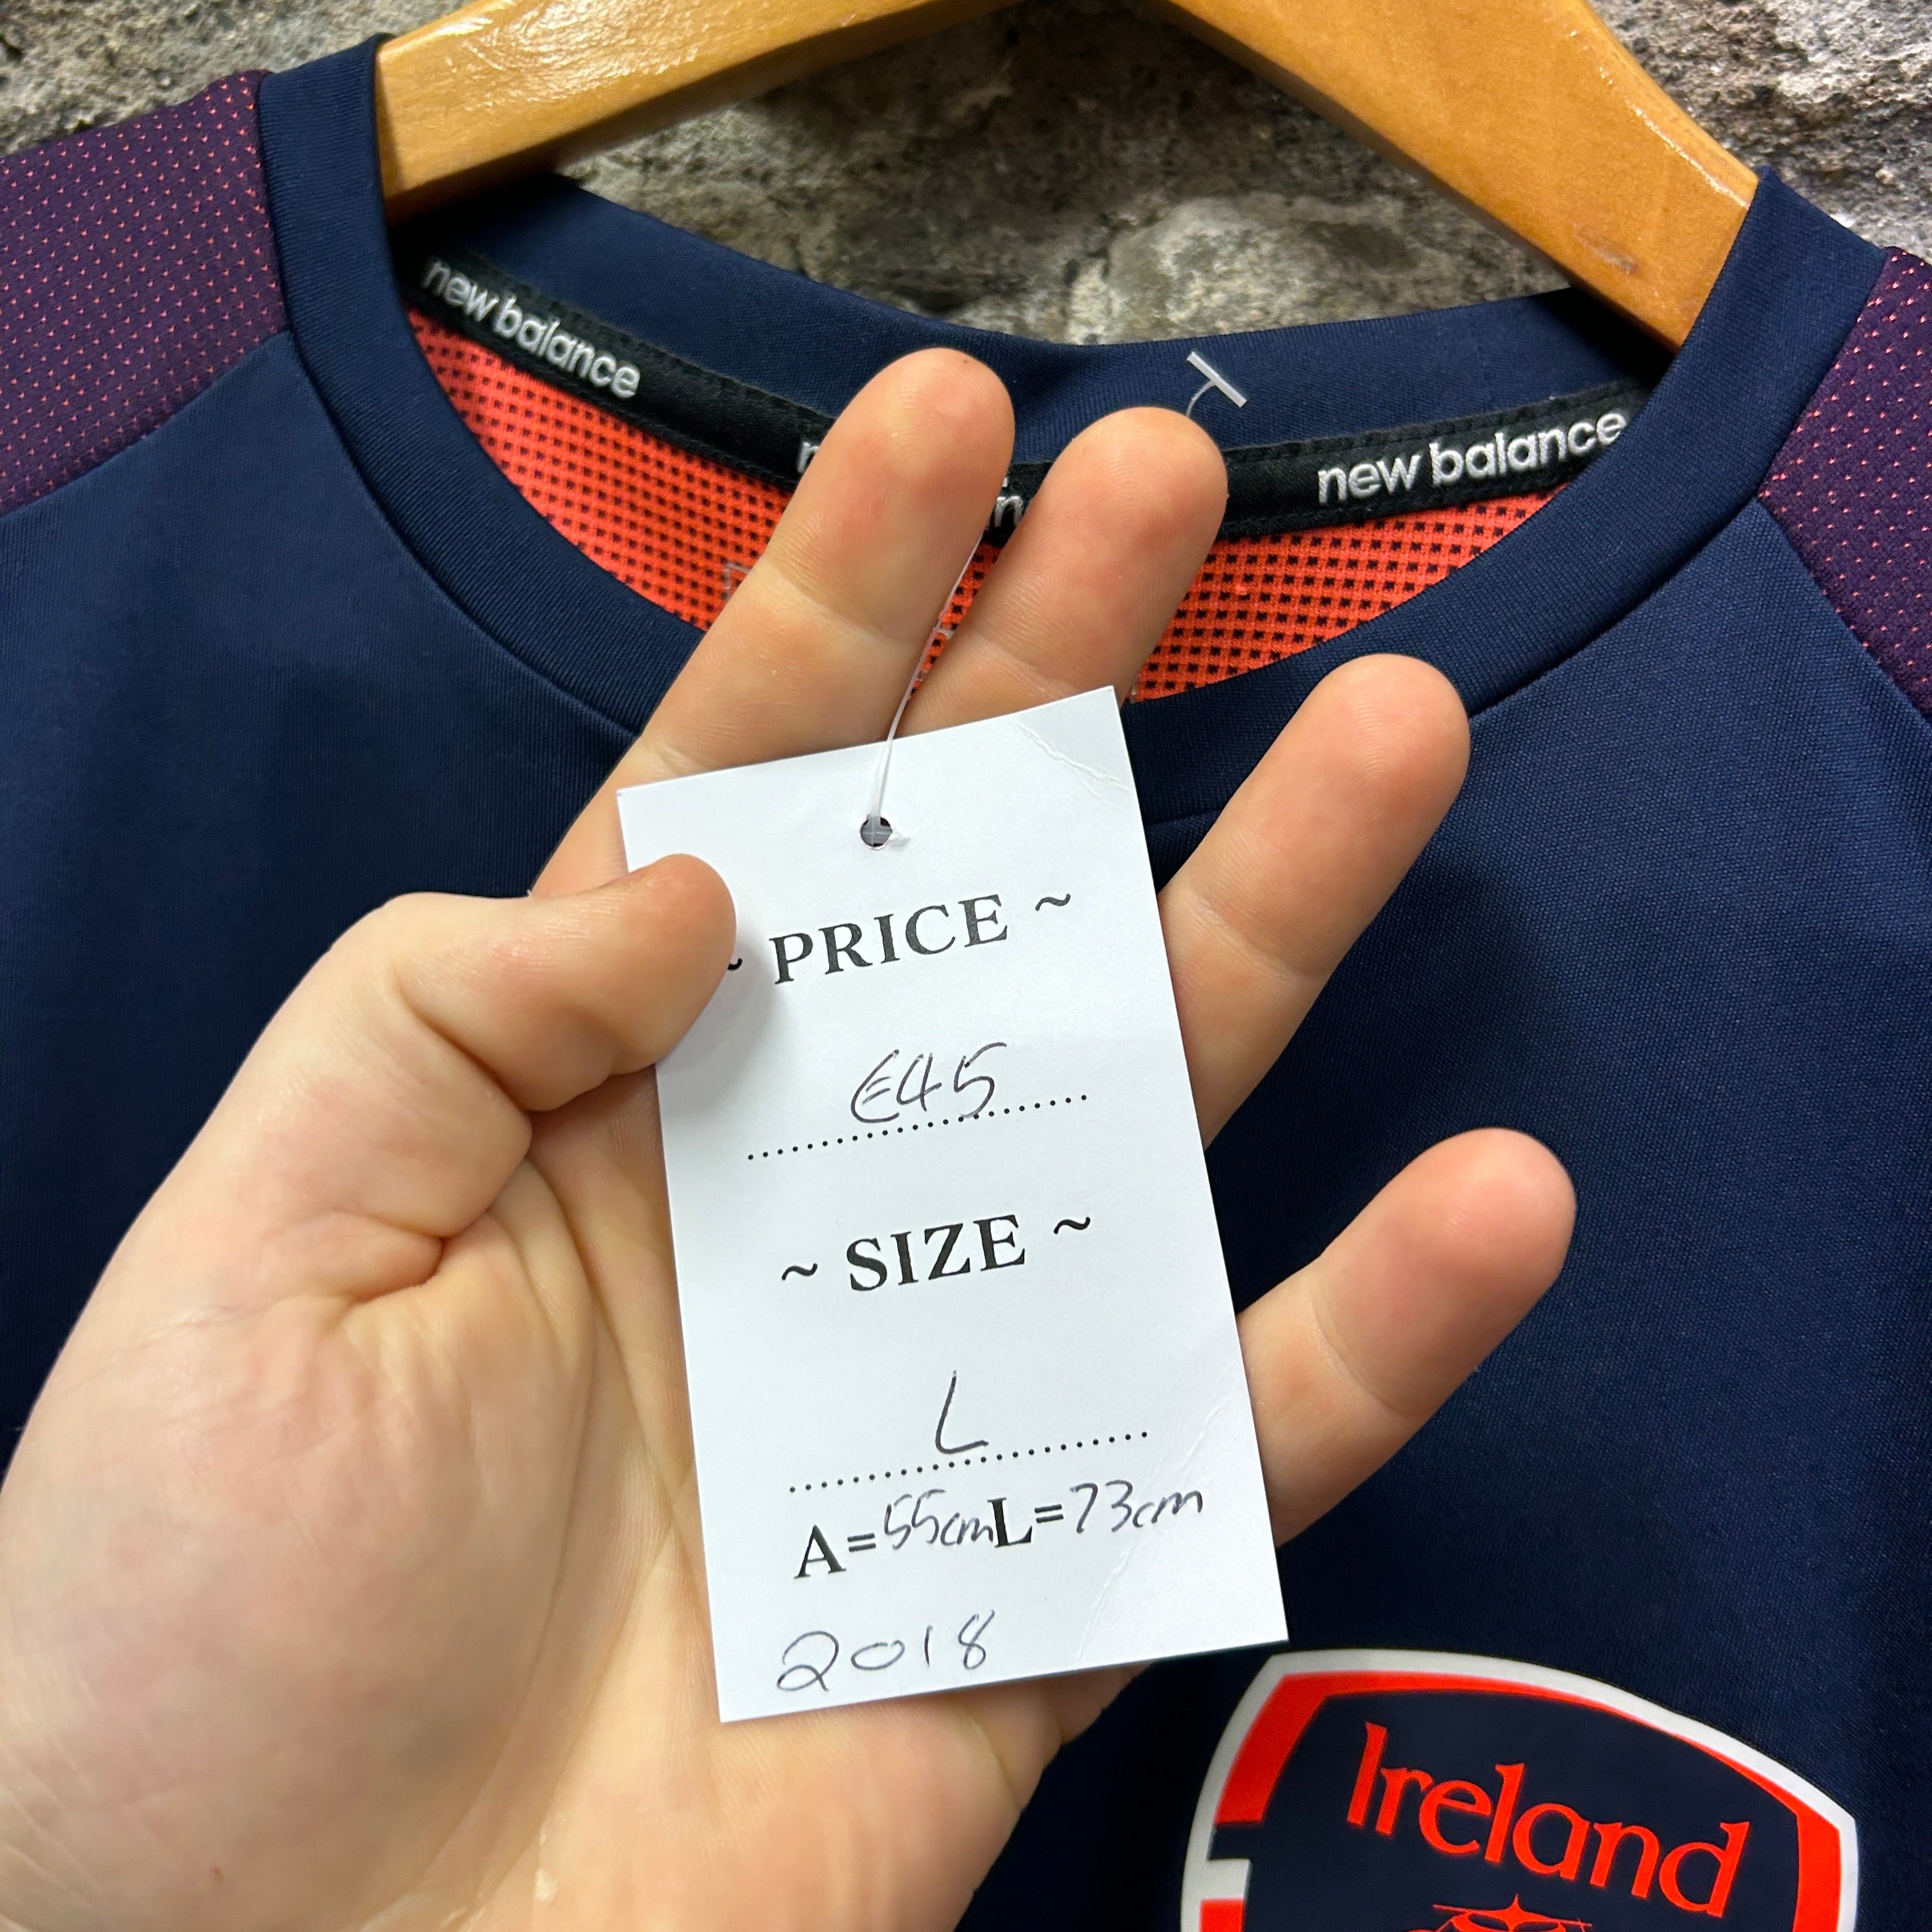 new balance
new balance
~ PRICE ~
€45
~ SIZE ~
L
A=55cm L=73cm
2018
Ireland